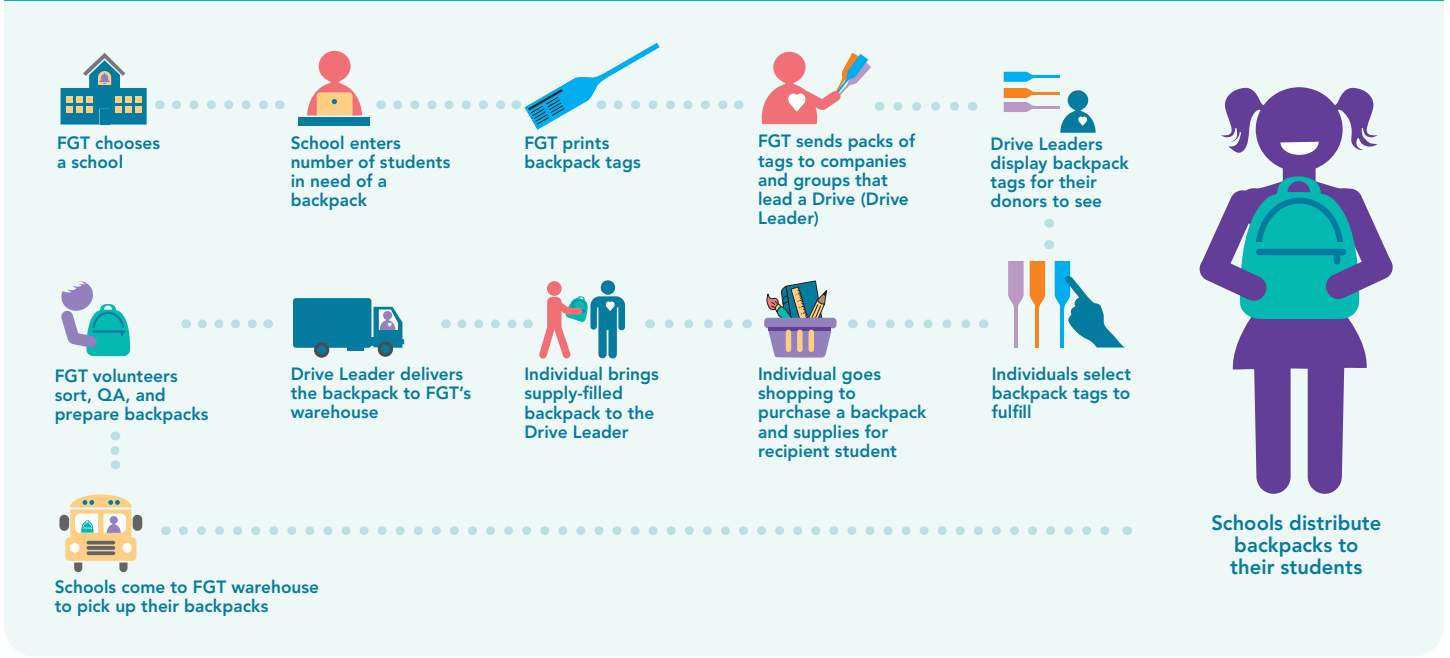 FGT chooses
a school
School enters
number of students
in need of a
backpack
FGT prints
backpack tags
FGT sends packs of
tags to companies
and groups that
lead a Drive (Drive
Leader)
Drive Leaders
display backpack
tags for their
donors to see
Individuals select
backpack tags to
fulfill
Individual goes
shopping to
purchase a backpack
and supplies for
recipient student
Individual brings
supply-filled
backpack to the
Drive Leader
Drive Leader delivers
the backpack to FGT's
warehouse
FGT volunteers
sort, QA, and
prepare backpacks
Schools come to FGT warehouse
to pick up their backpacks
Schools distribute
backpacks to
their students